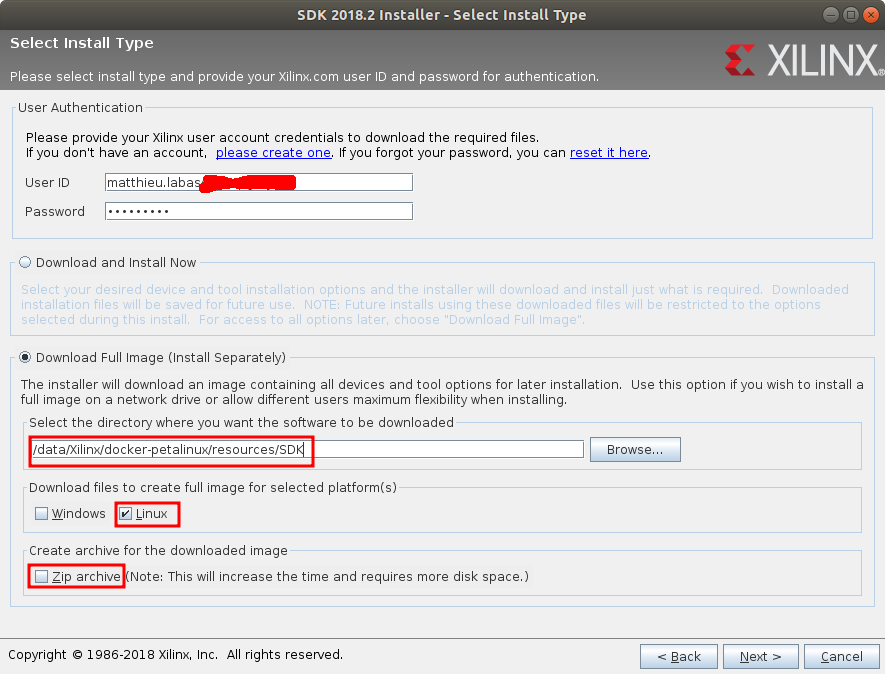 SDK 2018.2 Installer - Select Install Type
Select Install Type
Please select install type and provide your Xilinx.com user ID and password for authentication.
XILINX®
User Authentication
Please provide your Xilinx user account credentials to download the required files.
If you don't have an account, please create one. If you forgot your password, you can reset it here.
User ID matthieu.labas
Password •••••••••
Download and Install Now
Select your desired device and tool installation options and the installer will download and install just what is required. Downloaded
installation files will be saved for future use. NOTE: Future installs using these downloaded files will be restricted to the options
selected during this install. For access to all options later, choose "Download Full Image".
Download Full Image (Install Separately)
The installer will download an image containing all devices and tool options for later installation. Use this option if you wish to install a
full image on a network drive or allow different users maximum flexibility when installing.
Select the directory where you want the software to be downloaded
/data/Xilinx/docker-petalinux/resources/SDK Browse...
Download files to create full image for selected platform(s)
Windows Linux
Create archive for the downloaded image
Zip archive (Note: This will increase the time and requires more disk space.)
Copyright © 1986-2018 Xilinx, Inc. All rights reserved.
< Back Next > Cancel